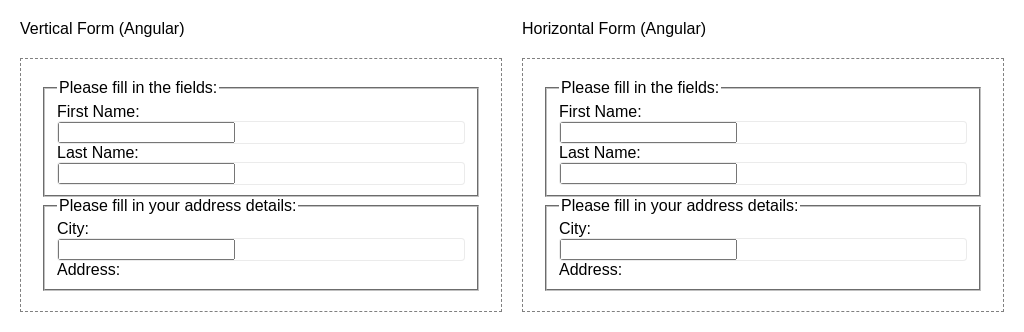 Vertical Form (Angular)
Please fill in the fields:
First Name:
Last Name:
Please fill in your address details:
City:
Address:
Horizontal Form (Angular)
Please fill in the fields:
First Name:
Last Name:
Please fill in your address details:
City:
Address: